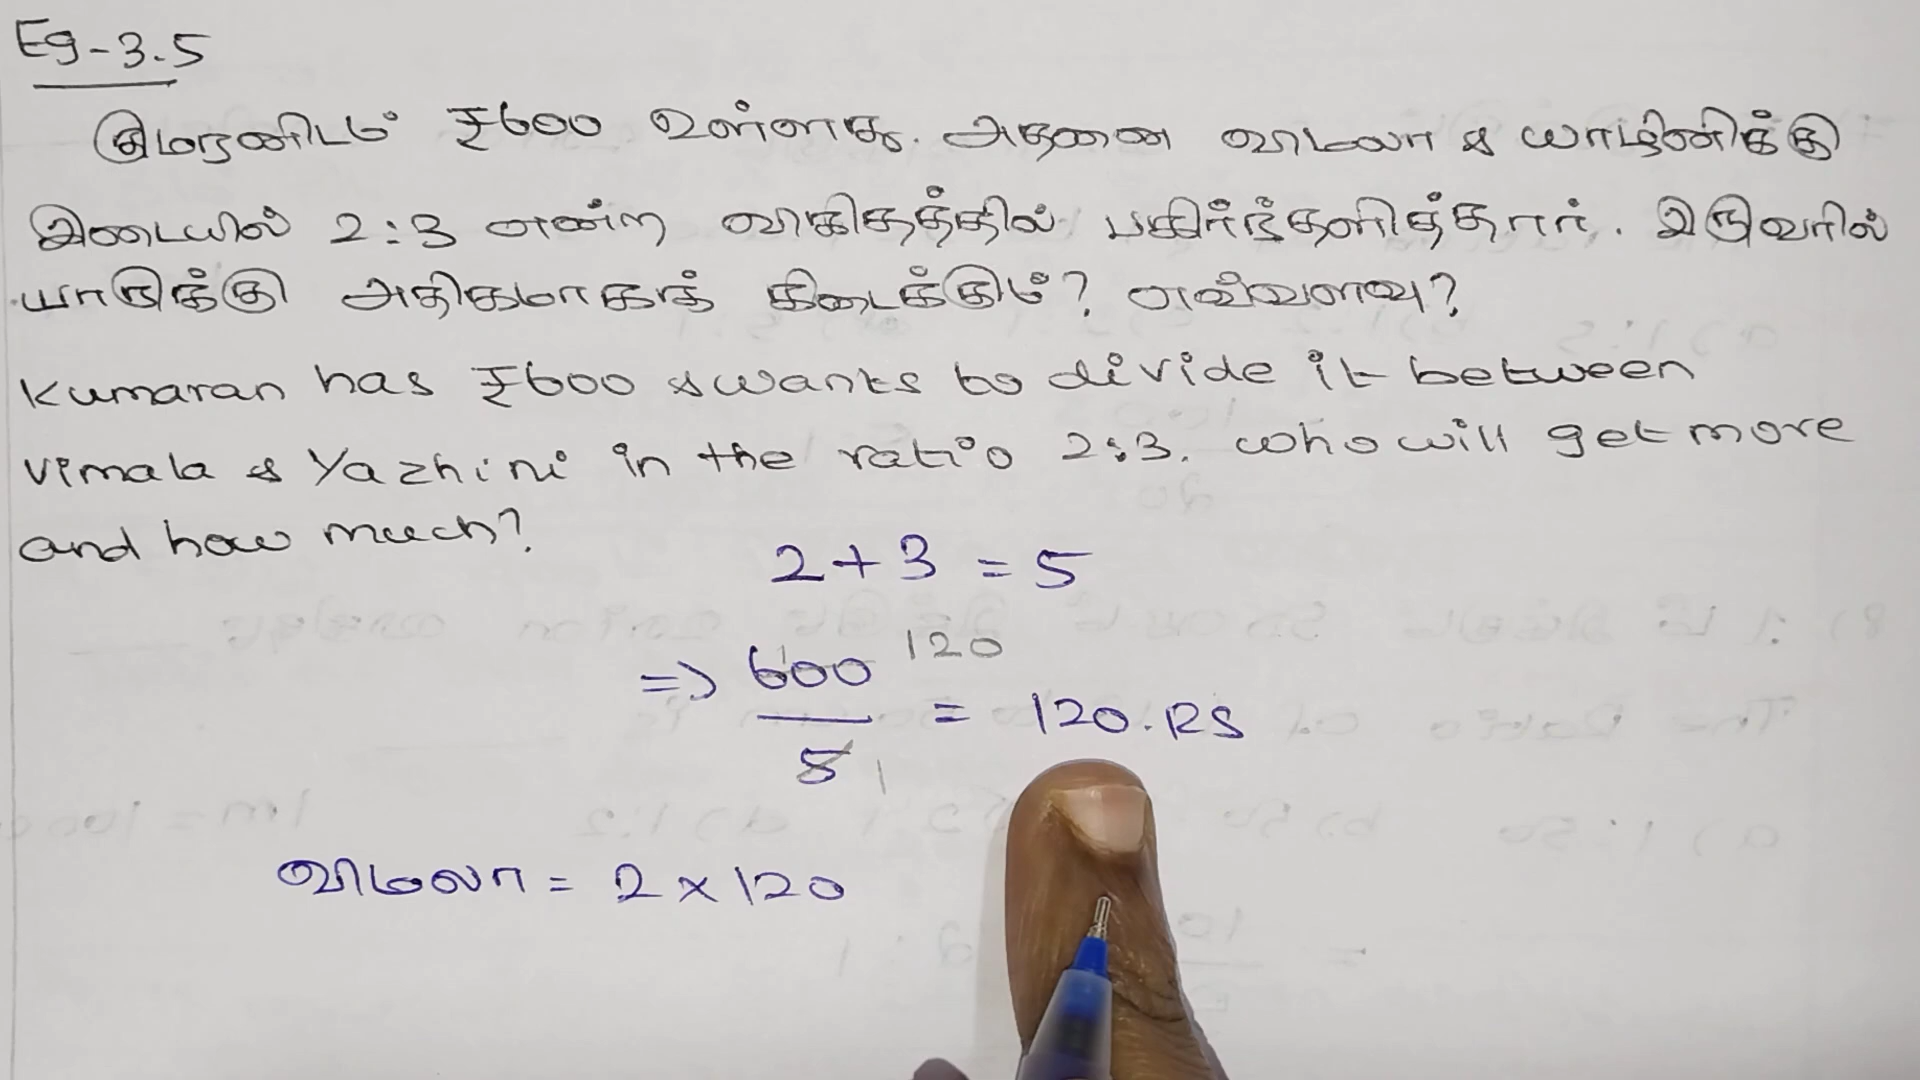 Eg-3.5
குமரனிடம் ₹600 உள்ளது. அதனை விமலா & யாழினிக்கு
இடையில் 2:3 என்ற விகிதத்தில் பகிர்ந்தளித்தார். இருவரில்
யாருக்கு அதிகமாகக் கிடைக்கும்? எவ்வளவு?
Kumaran has ₹600 & wants to divide it between
Vimala & Yazhini in the ratio 2:3. who will get more
and how much?
2+3 = 5
=> 600 120
5 1 = 120.RS
விமலா = 2 × 120